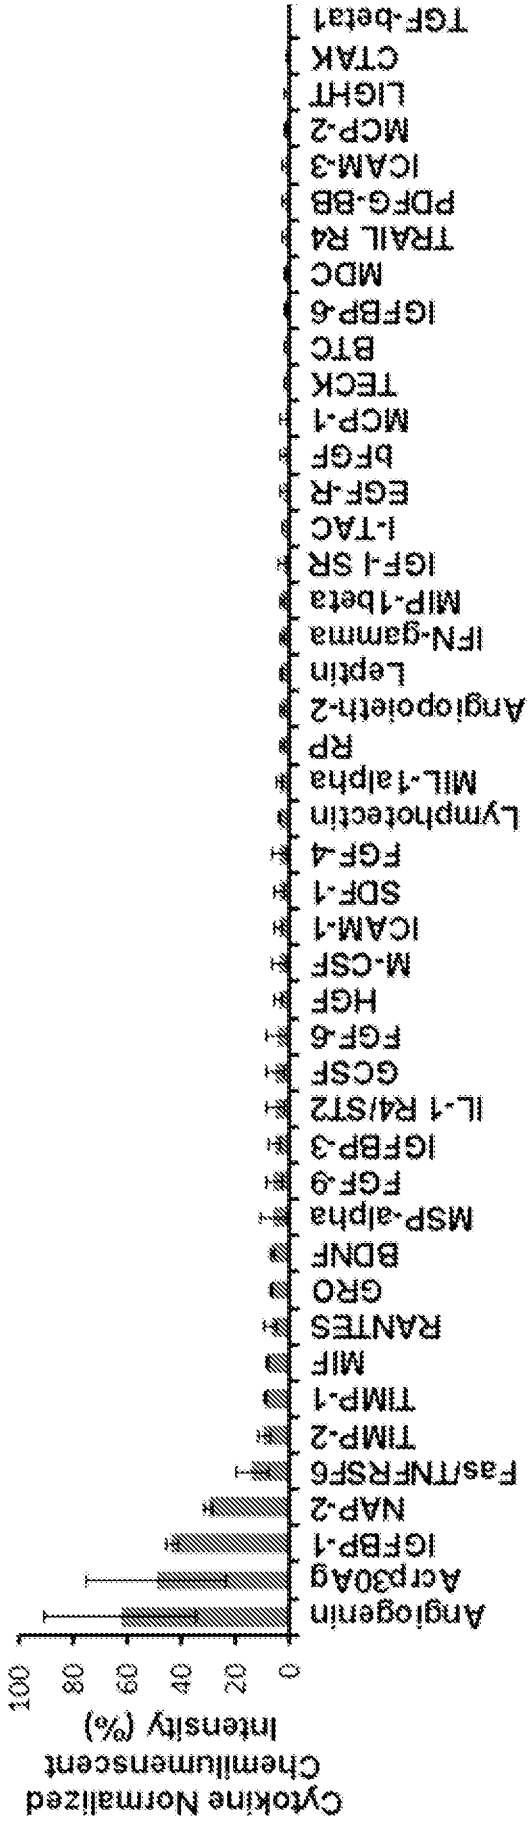 Cytokine Normalized
Chemilumenscent
Intensity (%)
100
80
60
40
20
0
Angiogenin
Acrp30Ag
IGFBP-1
NAP-2
Fas/TNFRSF6
TIMP-2
TIMP-1
MIF
RANTES
GRO
BDNF
MSP-alpha
FGF-9
IGFBP-3
IL-1 R4/ST2
GCSF
FGF-6
HGF
M-CSF
ICAM-1
SDF-1
FGF-4
Lymphotectin
MIL-1alpha
RP
Angiopoieth-2
Leptin
IFN-gamma
MIP-1beta
IGF-I SR
I-TAC
EGF-R
bFGF
MCP-1
TECK
BTC
IGFBP-6
MDC
TRAIL R4
PDFG-BB
ICAM-3
MCP-2
LIGHT
CTAK
TGF-beta1